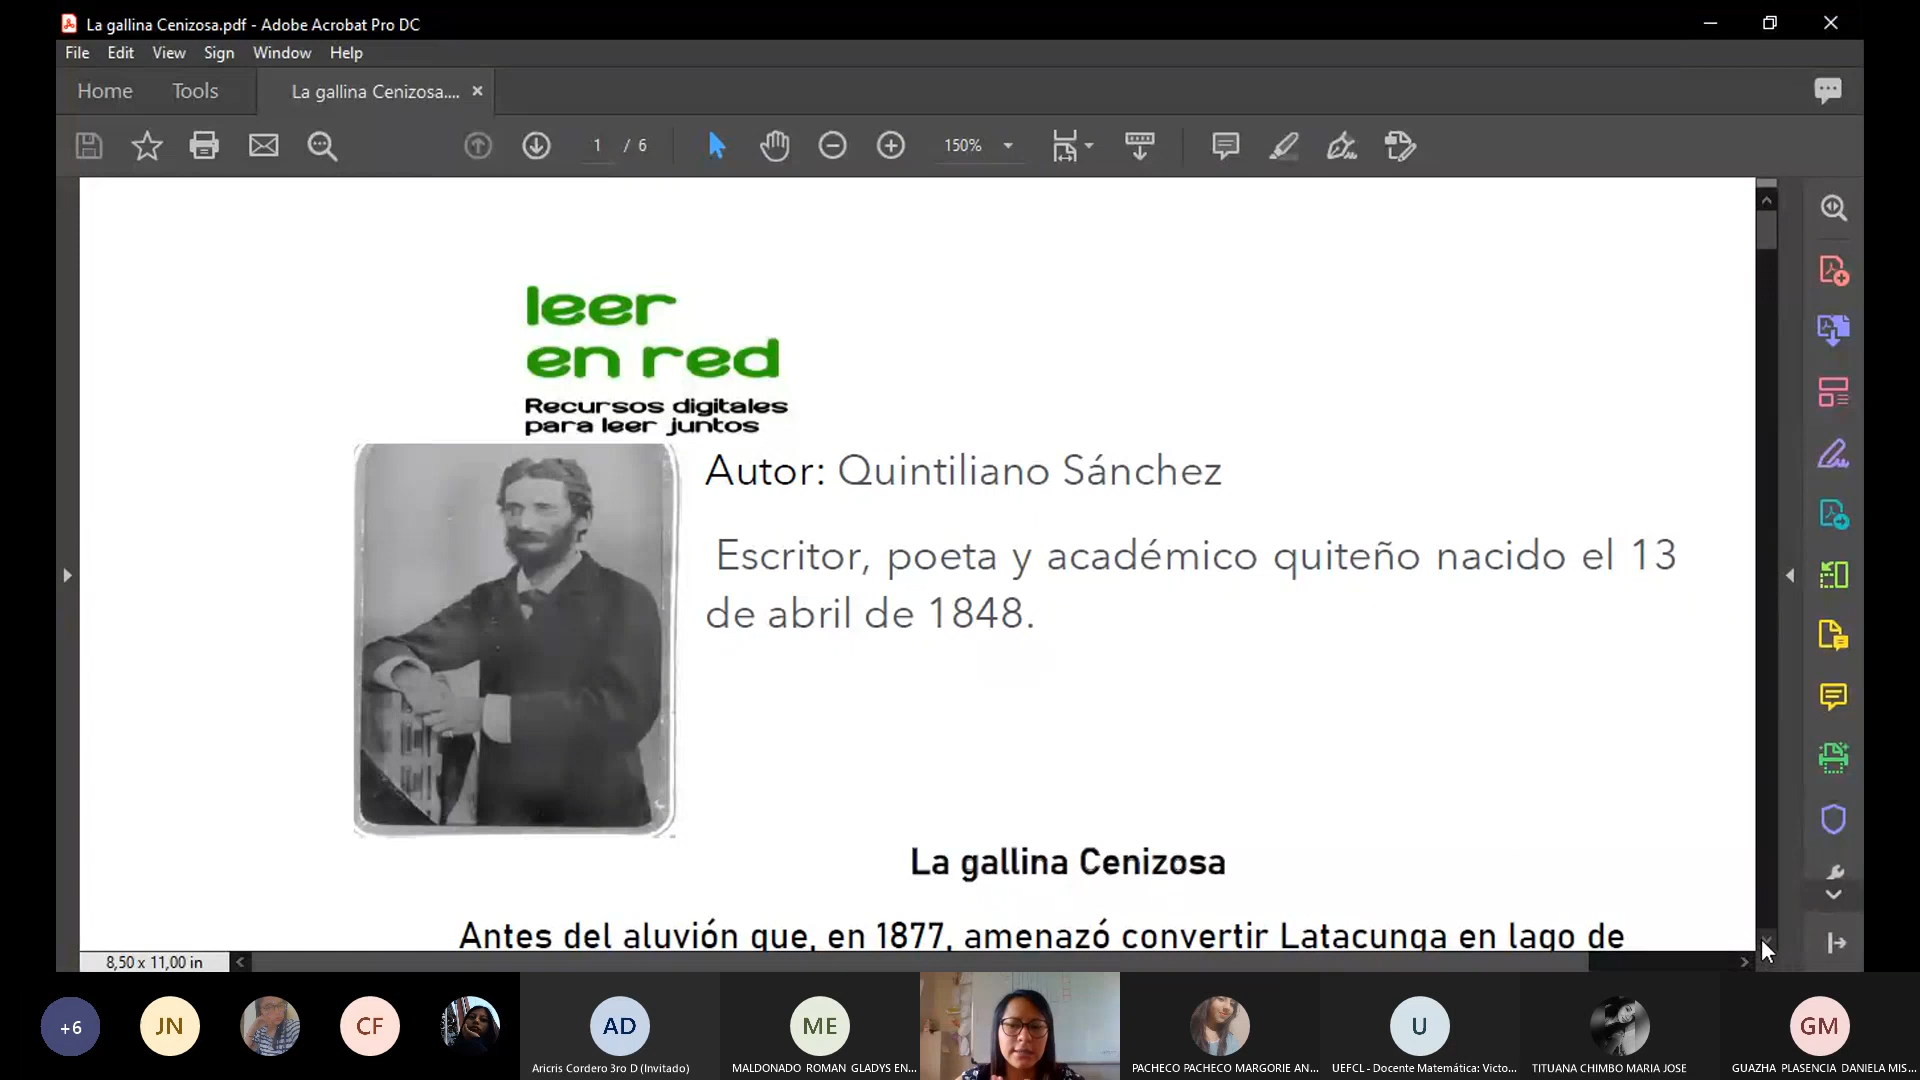 La gallina Cenizosa.pdf - Adobe Acrobat Pro DC
File Edit View Sign Window Help
Home Tools La gallina Cenizosa....
1 / 6 150%
leer
en red
Recursos digitales
para leer juntos
Autor: Quintiliano Sánchez
Escritor, poeta y académico quiteño nacido el 13
de abril de 1848.
La gallina Cenizosa
Antes del aluvión que, en 1877, amenazó convertir Latacunga en lago de
8,50 x 11,00 in
+6 JN CF AD ME U GM
Aricris Cordero 3ro D (Invitado) MALDONADO ROMAN GLADYS EN... PACHECO PACHECO MARGORIE AN... UEFCL - Docente Matemática: Victo... TITUANA CHIMBO MARIA JOSE GUAZHA PLASENCIA DANIELA MIS...